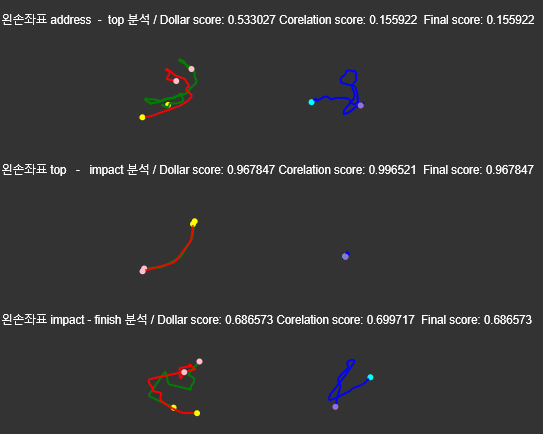 왼손좌표 address - top 분석 / Dollar score: 0.533027 Corelation score: 0.155922 Final score: 0.155922
왼손좌표 top - impact 분석 / Dollar score: 0.967847 Corelation score: 0.996521 Final score: 0.967847
왼손좌표 impact - finish 분석 / Dollar score: 0.686573 Corelation score: 0.699717 Final score: 0.686573